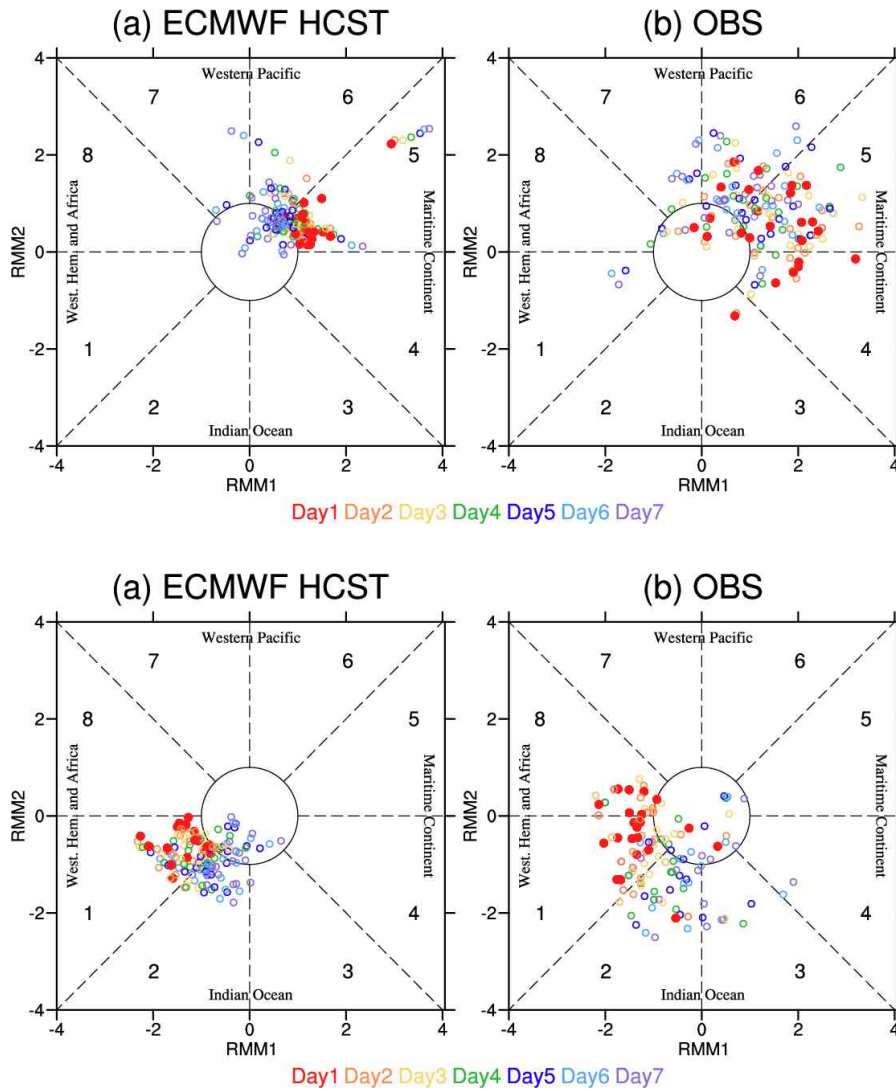 (a) ECMWF HCST
(b) OBS
4
2
0
-2
-4
RMM2
-4
-2
0
2
4
RMM1
Western Pacific
Maritime Continent
Indian Ocean
West. Hem. and Africa
7
6
8
5
1
4
2
3
4
2
0
-2
-4
RMM2
-4
-2
0
2
4
RMM1
Western Pacific
Maritime Continent
Indian Ocean
West. Hem. and Africa
7
6
8
5
1
4
2
3
Day1 Day2 Day3 Day4 Day5 Day6 Day7
(a) ECMWF HCST
(b) OBS
4
2
0
-2
-4
RMM2
-4
-2
0
2
4
RMM1
Western Pacific
Maritime Continent
Indian Ocean
West. Hem. and Africa
7
6
8
5
1
4
2
3
4
2
0
-2
-4
RMM2
-4
-2
0
2
4
RMM1
Western Pacific
Maritime Continent
Indian Ocean
West. Hem. and Africa
7
6
8
5
1
4
2
3
Day1 Day2 Day3 Day4 Day5 Day6 Day7